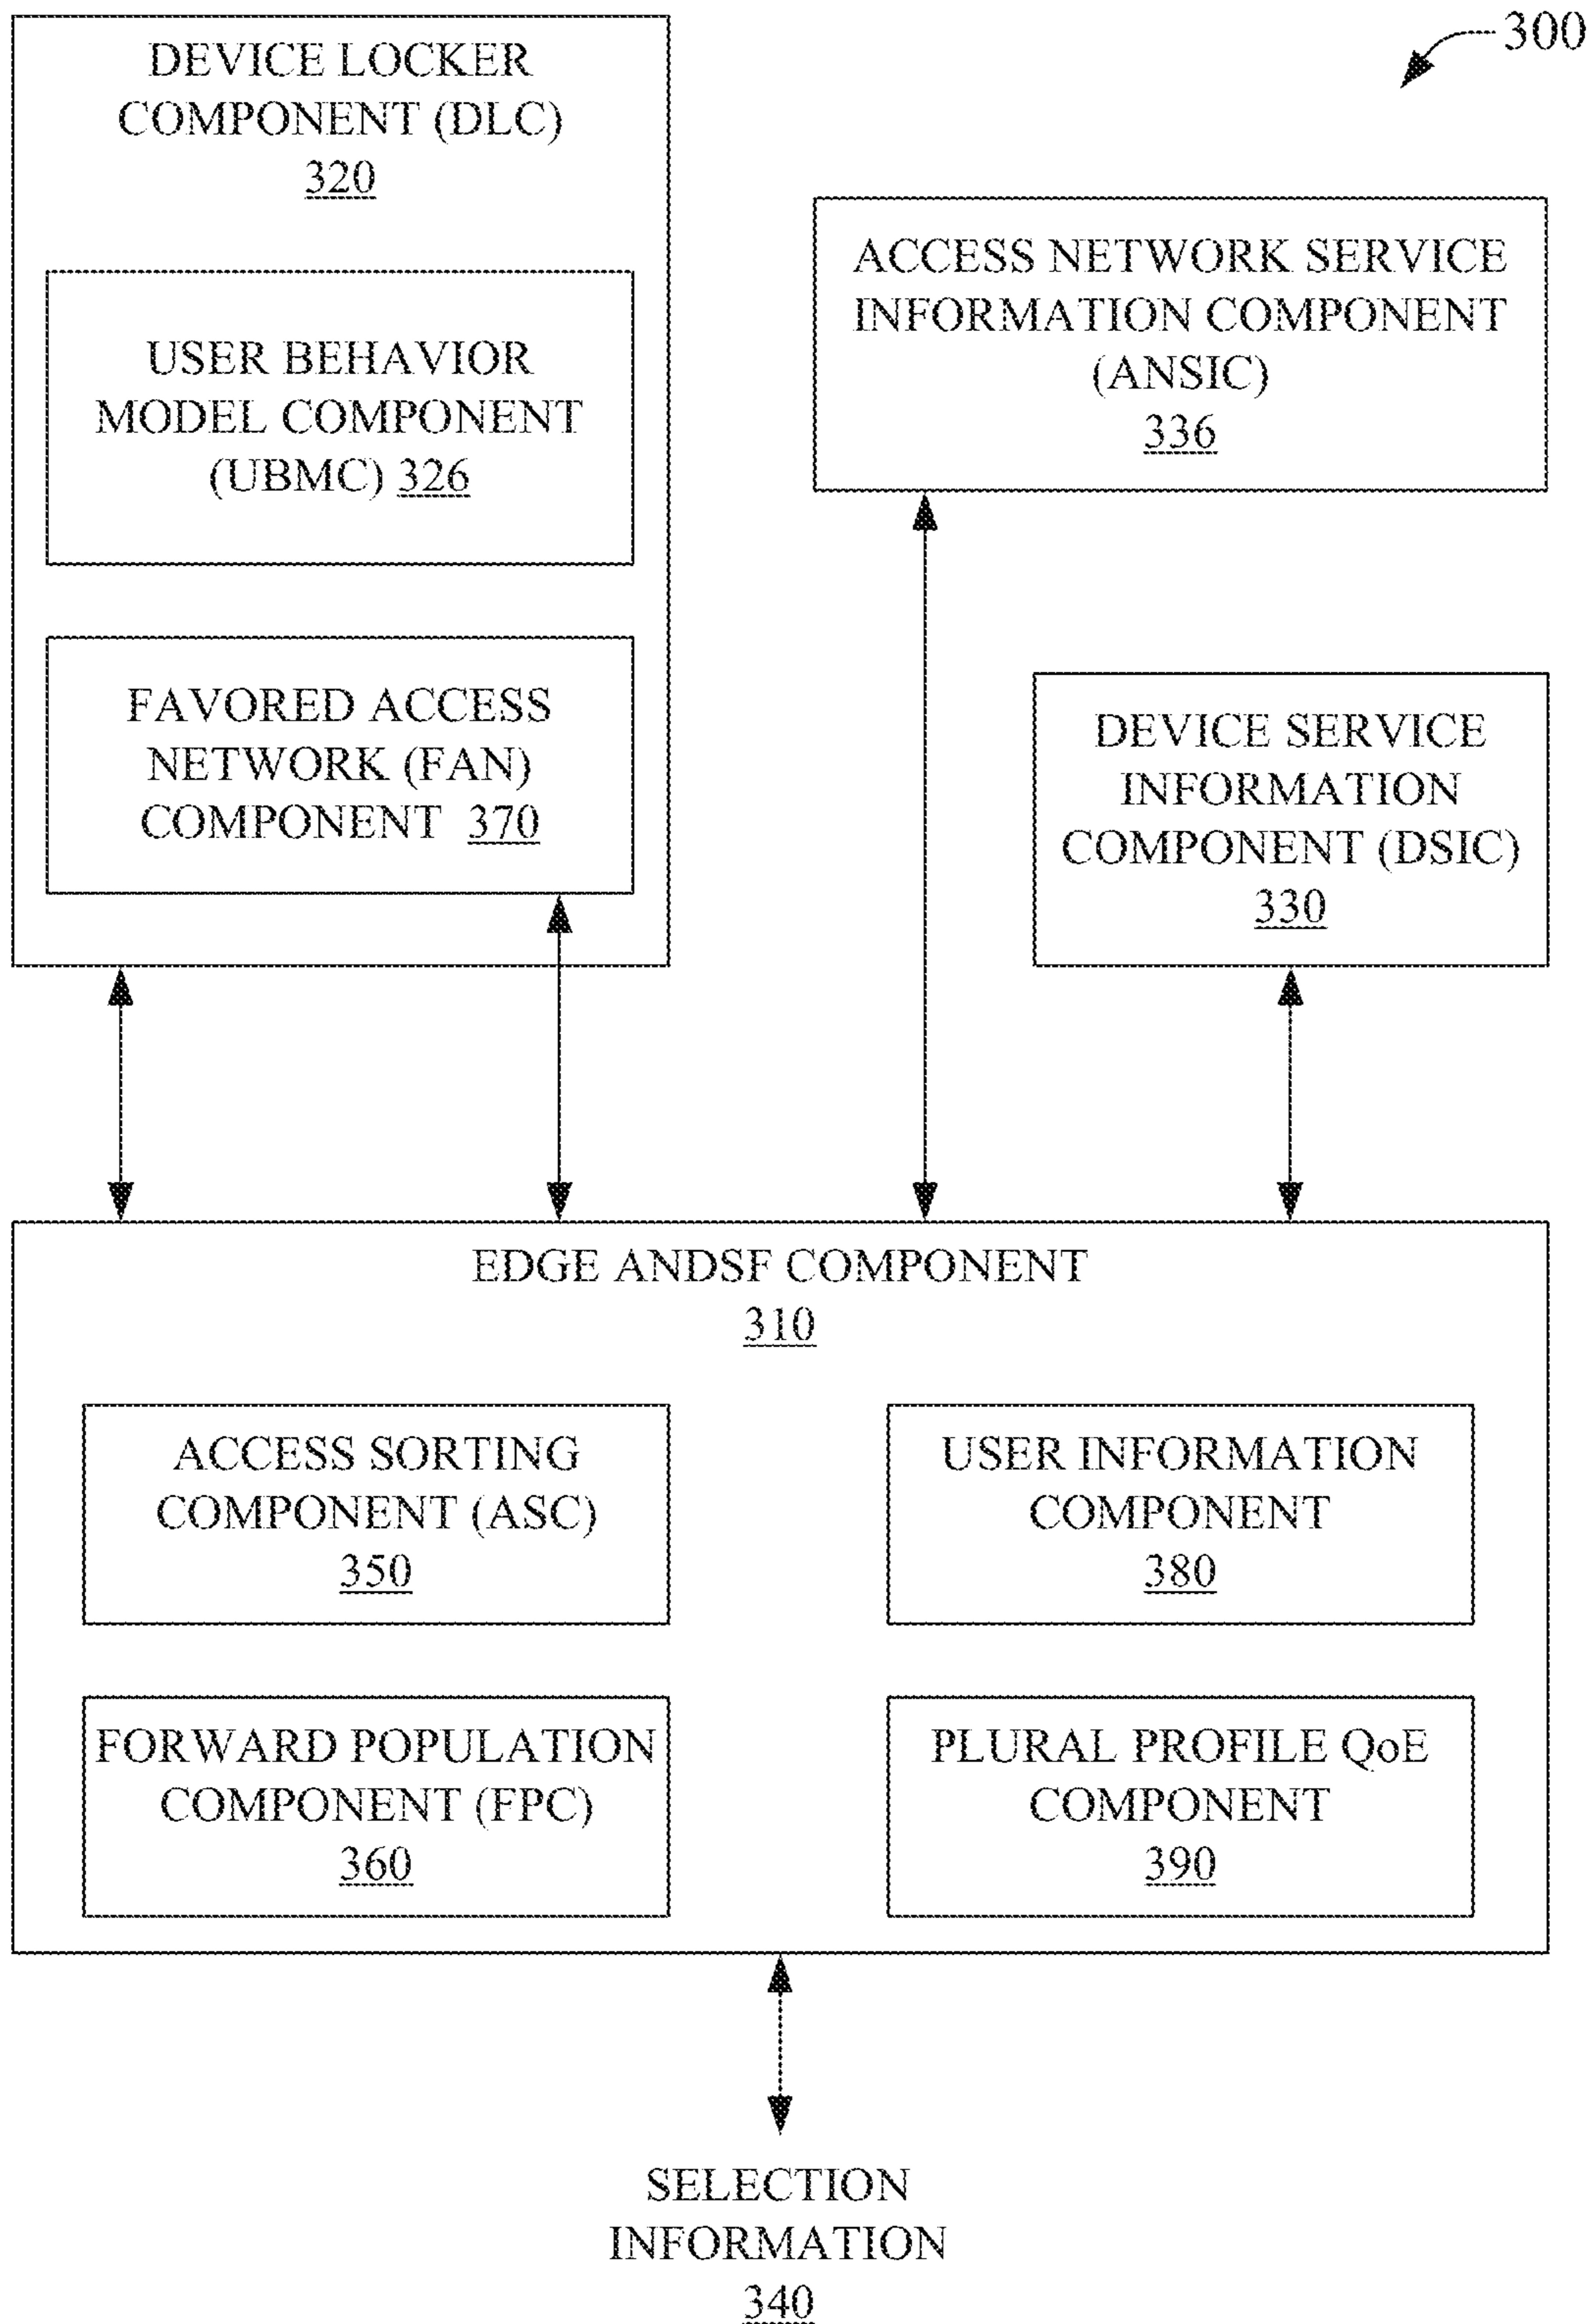 300
DEVICE LOCKER
COMPONENT (DLC)
320
USER BEHAVIOR
MODEL COMPONENT
(UBMC) 326
FAVORED ACCESS
NETWORK (FAN)
COMPONENT 370
ACCESS NETWORK SERVICE
INFORMATION COMPONENT
(ANSIC)
336
DEVICE SERVICE
INFORMATION
COMPONENT (DSIC)
330
EDGE ANDSF COMPONENT
310
ACCESS SORTING
COMPONENT (ASC)
350
USER INFORMATION
COMPONENT
380
FORWARD POPULATION
COMPONENT (FPC)
360
PLURAL PROFILE QoE
COMPONENT
390
SELECTION
INFORMATION
340